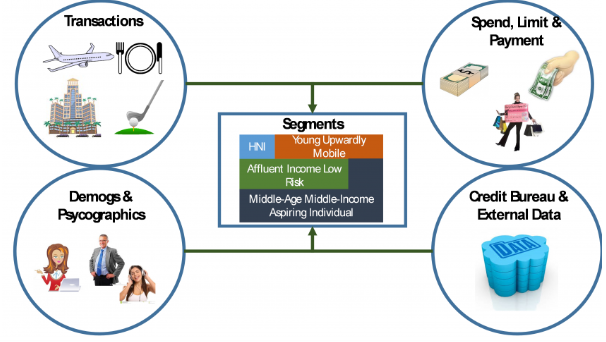 Transactions
Spend, Limit &
Payment
Segments
HNI
Young Upwardly
Mobile
Affluent Income Low
Risk
Middle-Age Middle-Income
Aspiring Individual
Demogs &
Psycographics
Credit Bureau &
External Data
DATA